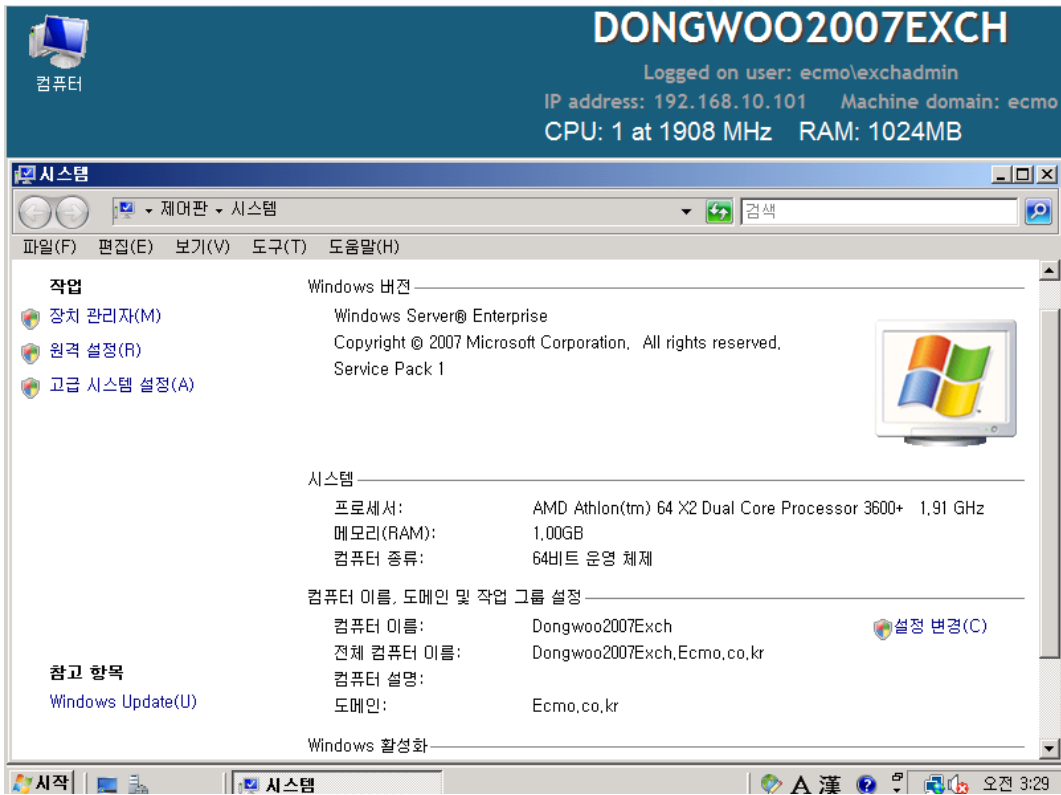 컴퓨터
DONGWOO2007EXCH
Logged on user: ecmo\exchadmin
IP address: 192.168.10.101 Machine domain: ecmo
CPU: 1 at 1908 MHz RAM: 1024MB
시스템
제어판 시스템
검색
파일(F) 편집(E) 보기(V) 도구(T) 도움말(H)
작업
장치 관리자(M)
원격 설정(R)
고급 시스템 설정(A)
Windows 버전
Windows Server® Enterprise
Copyright © 2007 Microsoft Corporation. All rights reserved.
Service Pack 1
시스템
프로세서: AMD Athlon(tm) 64 X2 Dual Core Processor 3600+ 1.91 GHz
메모리(RAM): 1.00GB
컴퓨터 종류: 64비트 운영 체제
컴퓨터 이름, 도메인 및 작업 그룹 설정
컴퓨터 이름: Dongwoo2007Exch
설정 변경(C)
전체 컴퓨터 이름: Dongwoo2007Exch.Ecmo.co.kr
컴퓨터 설명:
도메인: Ecmo.co.kr
참고 항목
Windows Update(U)
Windows 활성화
시작
시스템
A 漢
오전 3:29